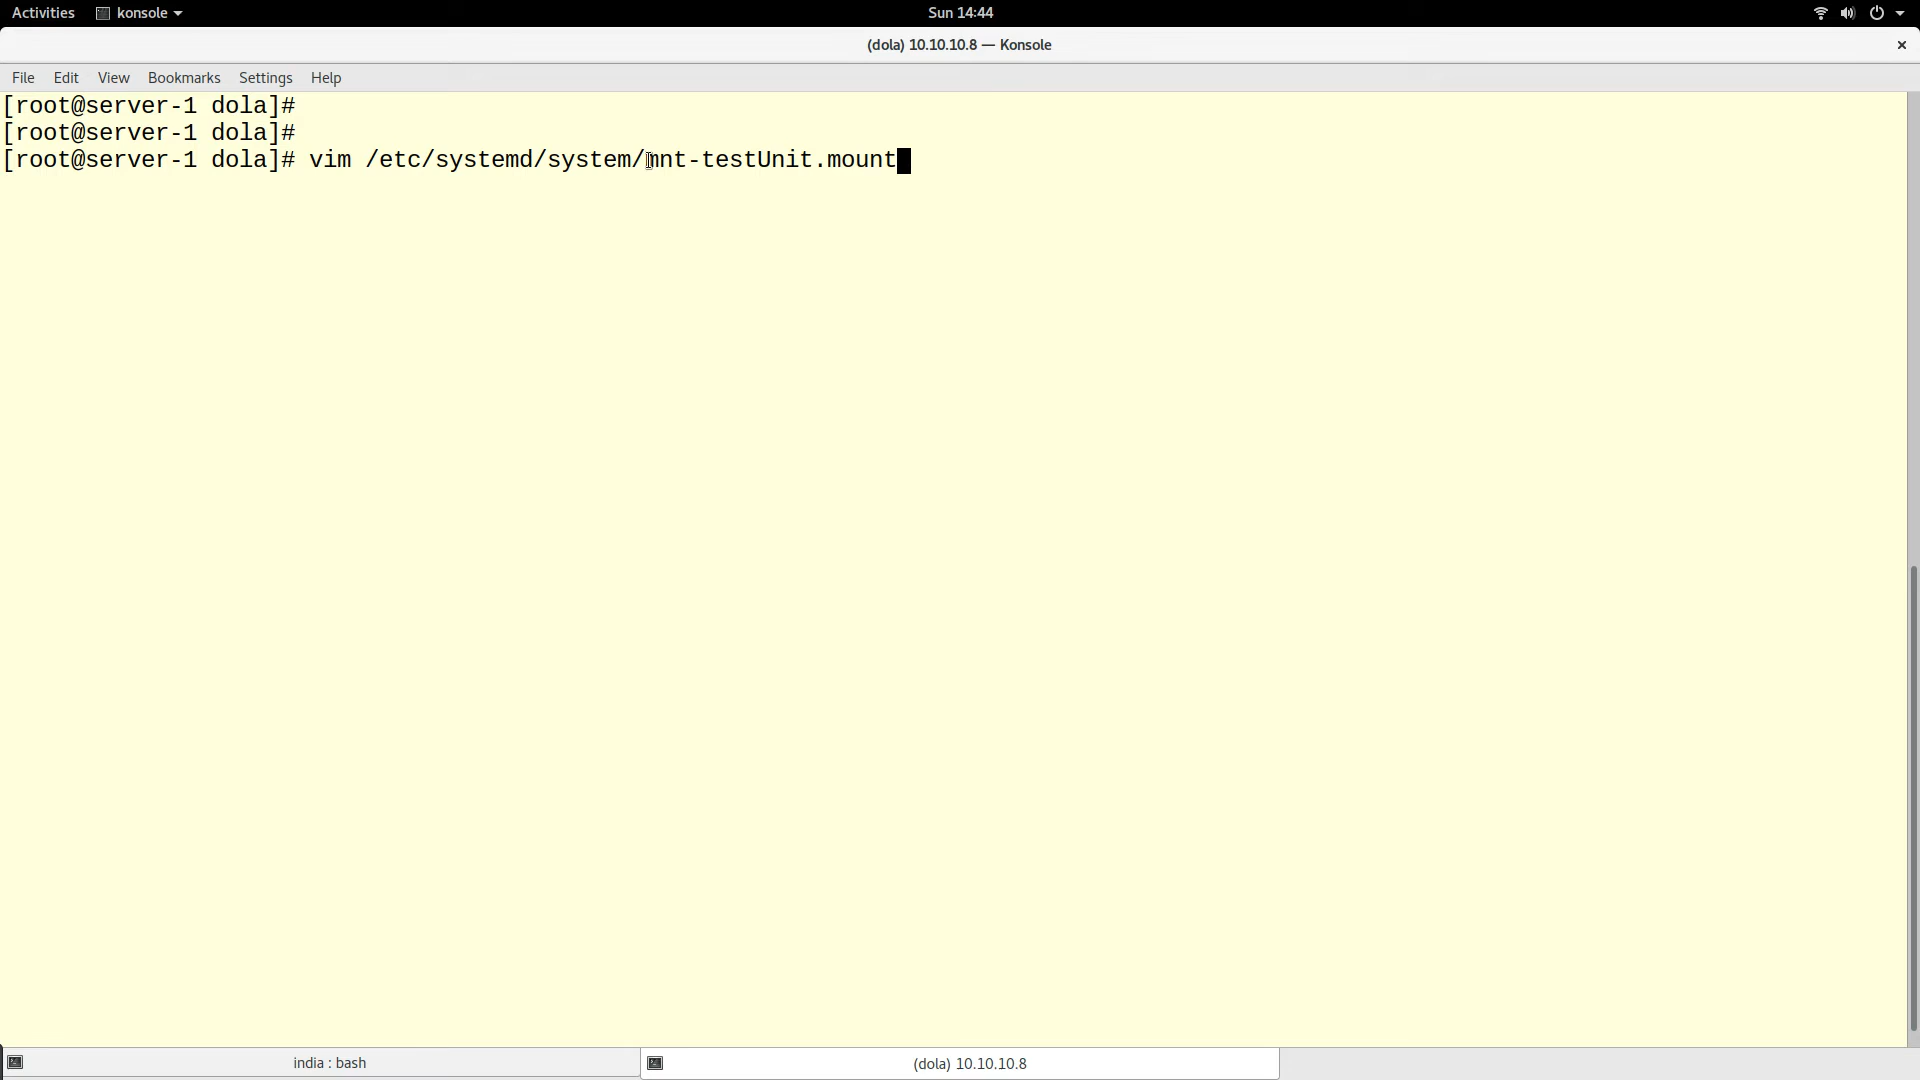 Activities konsole Sun 14:44
(dola) 10.10.10.8 — Konsole ×
File Edit View Bookmarks Settings Help
[root@server-1 dola]#
[root@server-1 dola]#
[root@server-1 dola]# vim /etc/systemd/system/mnt-testUnit.mount
india : bash (dola) 10.10.10.8